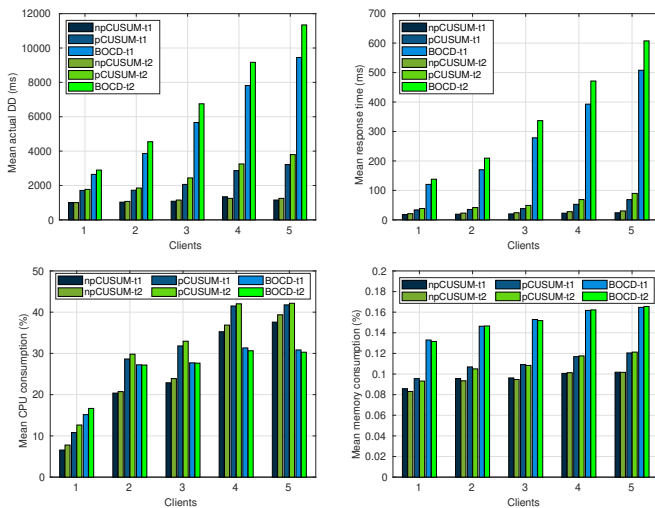 12000
10000
8000
6000
4000
2000
0
Mean actual DD (ms)
npCUSUM-t1
pCUSUM-t1
BOCD-t1
npCUSUM-t2
pCUSUM-t2
BOCD-t2
1 2 3 4 5
Clients
700
600
500
400
300
200
100
0
Mean response time (ms)
npCUSUM-t1
pCUSUM-t1
BOCD-t1
npCUSUM-t2
pCUSUM-t2
BOCD-t2
1 2 3 4 5
Clients
50
40
30
20
10
0
Mean CPU consumption (%)
npCUSUM-t1 pCUSUM-t1 BOCD-t1
npCUSUM-t2 pCUSUM-t2 BOCD-t2
1 2 3 4 5
Clients
0.2
0.18
0.16
0.14
0.12
0.1
0.08
0.06
0.04
0.02
0
Mean memory consumption (%)
npCUSUM-t1 pCUSUM-t1 BOCD-t1
npCUSUM-t2 pCUSUM-t2 BOCD-t2
1 2 3 4 5
Clients